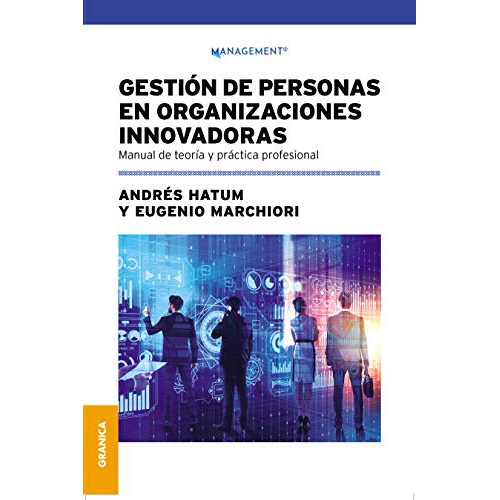 MANAGEMENT®
GESTIÓN DE PERSONAS
EN ORGANIZACIONES
INNOVADORAS
Manual de teoría y práctica profesional
ANDRÉS HATUM
Y EUGENIO MARCHIORI
GRANICA